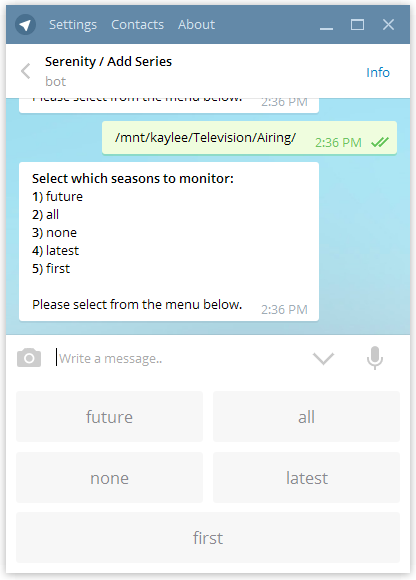 Settings Contacts About
Serenity / Add Series
bot
Info
Please select from the menu below. 2:36 PM
/mnt/kaylee/Television/Airing/ 2:36 PM
Select which seasons to monitor:
1) future
2) all
3) none
4) latest
5) first
Please select from the menu below. 2:36 PM
Write a message..
future all
none latest
first